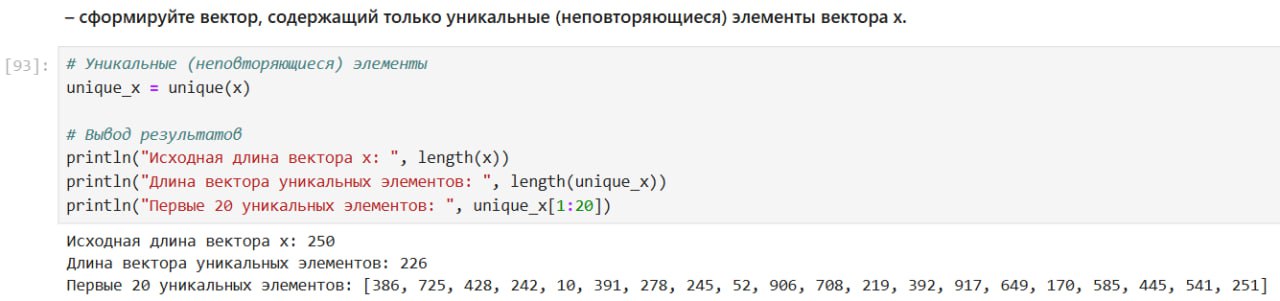 – сформируйте вектор, содержащий только уникальные (неповторяющиеся) элементы вектора x.
[93]: # Уникальные (неповторяющиеся) элементы
unique_x = unique(x)
# Вывод результатов
println("Исходная длина вектора x: ", length(x))
println("Длина вектора уникальных элементов: ", length(unique_x))
println("Первые 20 уникальных элементов: ", unique_x[1:20])
Исходная длина вектора x: 250
Длина вектора уникальных элементов: 226
Первые 20 уникальных элементов: [386, 725, 428, 242, 10, 391, 278, 245, 52, 906, 708, 219, 392, 917, 649, 170, 585, 445, 541, 251]